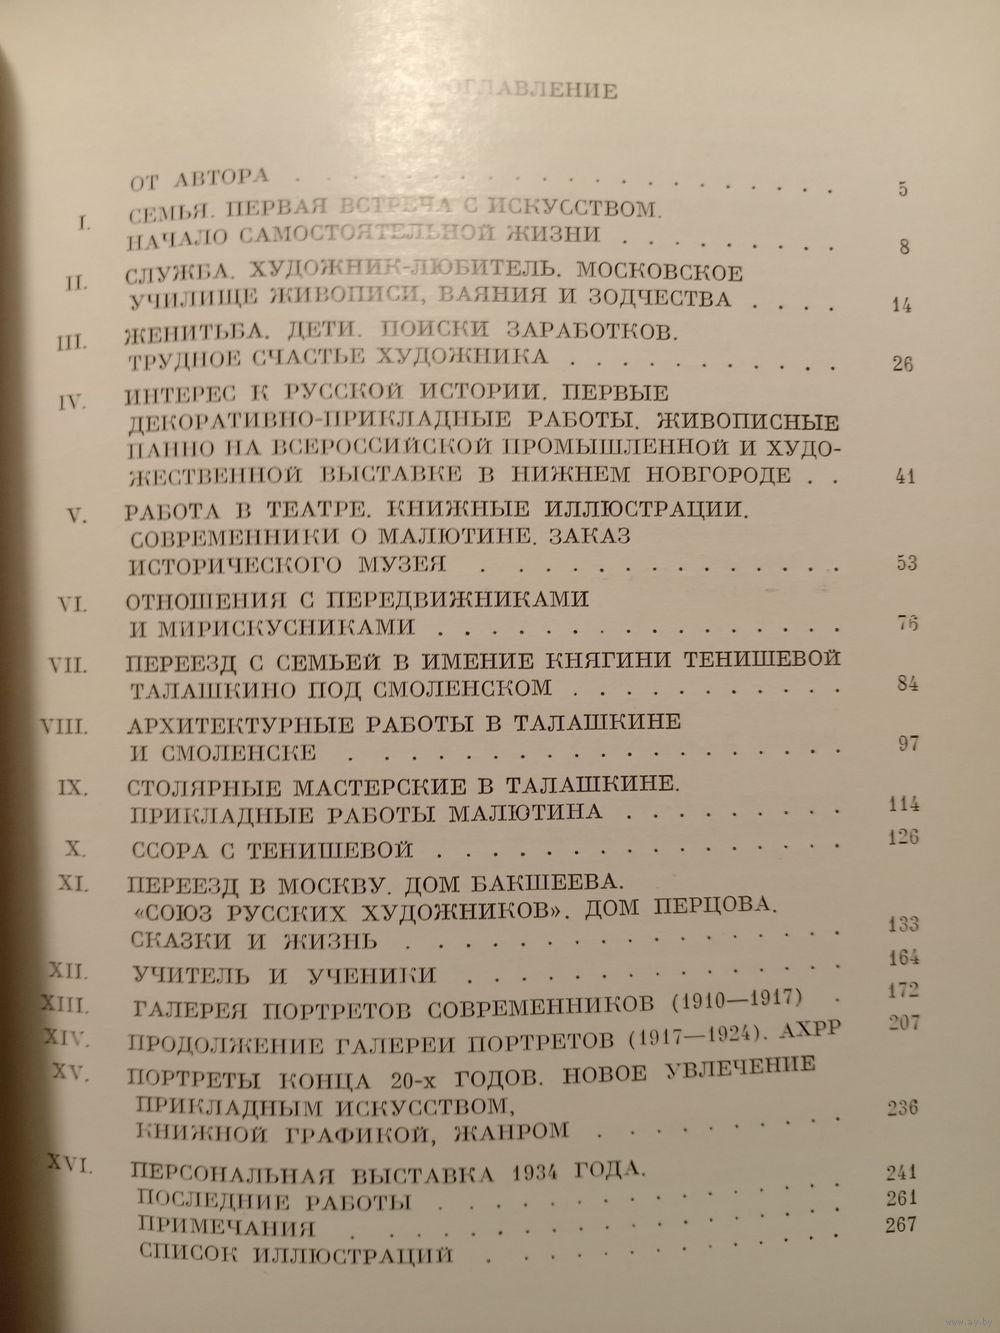 ОГЛАВЛЕНИЕ
ОТ АВТОРА . . . . . . . . . . . . . . . . . . 5
I. СЕМЬЯ. ПЕРВАЯ ВСТРЕЧА С ИСКУССТВОМ.
НАЧАЛО САМОСТОЯТЕЛЬНОЙ ЖИЗНИ . . . . . . . . 8
II. СЛУЖБА. ХУДОЖНИК-ЛЮБИТЕЛЬ. МОСКОВСКОЕ
УЧИЛИЩЕ ЖИВОПИСИ, ВАЯНИЯ И ЗОДЧЕСТВА . . . . 14
III. ЖЕНИТЬБА. ДЕТИ. ПОИСКИ ЗАРАБОТКОВ.
ТРУДНОЕ СЧАСТЬЕ ХУДОЖНИКА . . . . . . . . . . 26
IV. ИНТЕРЕС К РУССКОЙ ИСТОРИИ. ПЕРВЫЕ
ДЕКОРАТИВНО-ПРИКЛАДНЫЕ РАБОТЫ. ЖИВОПИСНЫЕ
ПАННО НА ВСЕРОССИЙСКОЙ ПРОМЫШЛЕННОЙ И ХУДО-
ЖЕСТВЕННОЙ ВЫСТАВКЕ В НИЖНЕМ НОВГОРОДЕ . . 41
V. РАБОТА В ТЕАТРЕ. КНИЖНЫЕ ИЛЛЮСТРАЦИИ.
СОВРЕМЕННИКИ О МАЛЮТИНЕ. ЗАКАЗ
ИСТОРИЧЕСКОГО МУЗЕЯ . . . . . . . . . . . . . 53
VI. ОТНОШЕНИЯ С ПЕРЕДВИЖНИКАМИ
И МИРИСКУСНИКАМИ . . . . . . . . . . . . . . 76
VII. ПЕРЕЕЗД С СЕМЬЕЙ В ИМЕНИЕ КНЯГИНИ ТЕНИШЕВОЙ
ТАЛАШКИНО ПОД СМОЛЕНСКОМ . . . . . . . . . . 84
VIII. АРХИТЕКТУРНЫЕ РАБОТЫ В ТАЛАШКИНЕ
И СМОЛЕНСКЕ . . . . . . . . . . . . . . . . . 97
IX. СТОЛЯРНЫЕ МАСТЕРСКИЕ В ТАЛАШКИНЕ.
ПРИКЛАДНЫЕ РАБОТЫ МАЛЮТИНА . . . . . . . . 114
X. ССОРА С ТЕНИШЕВОЙ . . . . . . . . . . . . . . 126
XI. ПЕРЕЕЗД В МОСКВУ. ДОМ БАКШЕЕВА.
«СОЮЗ РУССКИХ ХУДОЖНИКОВ». ДОМ ПЕРЦОВА.
СКАЗКИ И ЖИЗНЬ . . . . . . . . . . . . . . . 133
XII. УЧИТЕЛЬ И УЧЕНИКИ . . . . . . . . . . . . . 164
XIII. ГАЛЕРЕЯ ПОРТРЕТОВ СОВРЕМЕННИКОВ (1910—1917) . 172
XIV. ПРОДОЛЖЕНИЕ ГАЛЕРЕИ ПОРТРЕТОВ (1917—1924). АХРР 207
XV. ПОРТРЕТЫ КОНЦА 20-х ГОДОВ. НОВОЕ УВЛЕЧЕНИЕ
ПРИКЛАДНЫМ ИСКУССТВОМ,
КНИЖНОЙ ГРАФИКОЙ, ЖАНРОМ . . . . . . . . . . 236
XVI. ПЕРСОНАЛЬНАЯ ВЫСТАВКА 1934 ГОДА.
ПОСЛЕДНИЕ РАБОТЫ . . . . . . . . . . . . . . 241
ПРИМЕЧАНИЯ . . . . . . . . . . . . . . . . . 261
СПИСОК ИЛЛЮСТРАЦИЙ . . . . . . . . . . . . . 267
www.ay.by